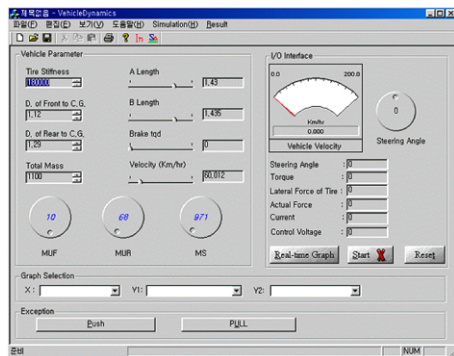 제목없음 - VehicleDynamics
파일(F) 편집(E) 보기(V) 도움말(H) Simulation(H) Result
Vehicle Parameter
Tire Stiffness
180000
A Length
1,43
D, of Front to C,G,
1,12
B Length
1,435
D, of Rear to C,G,
1,29
Brake tqd
0
Total Mass
1100
Velocity (Km/hr)
60,012
10
68
971
MUF
MUR
MS
I/O Interface
0.0
200.0
Km/hr
0.000
Vehicle Velocity
0
Steering Angle
Steering Angle : 0
Torque : 0
Lateral Force of Tire : 0
Actual Force : 0
Current : 0
Control Voltage : 0
Real-time Graph
Start
Reset
Graph Selection
X :
Y1:
Y2:
Exception
Push
PULL
준비
NUM